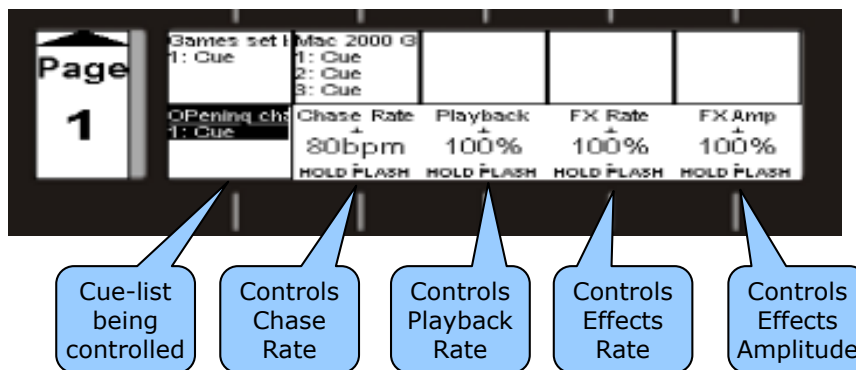 Page
1
Games set
1: Cue
Mac 2000 G
1: Cue
2: Cue
3: Cue
OPening cha
1: Cue
Chase Rate
+
80bpm
-
HOLD FLASH
Playback
+
100%
-
HOLD FLASH
FX Rate
+
100%
-
HOLD FLASH
FX Amp
+
100%
-
HOLD FLASH
Cue-list
being
controlled
Controls
Chase
Rate
Controls
Playback
Rate
Controls
Effects
Rate
Controls
Effects
Amplitude